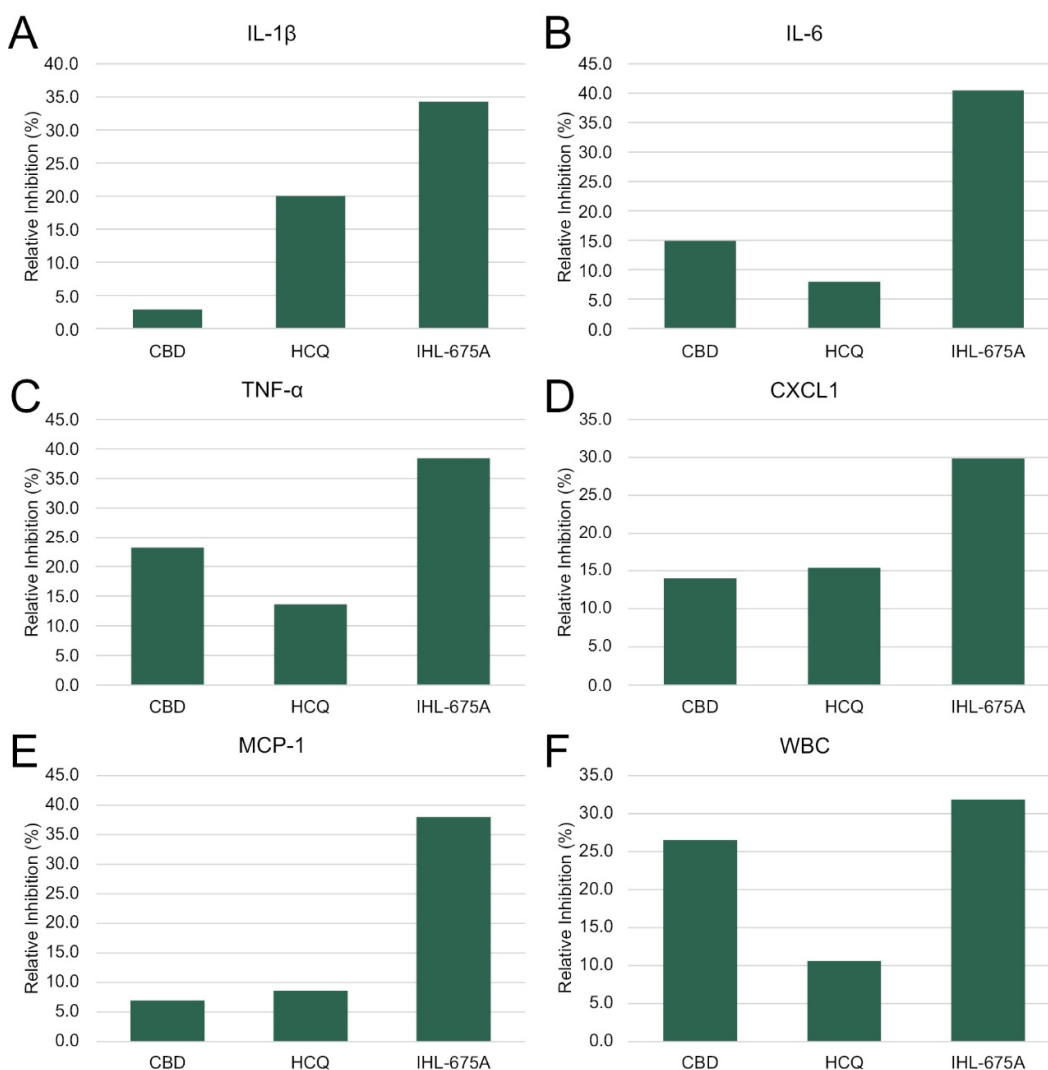 A
IL-1β
Relative Inhibition (%)
40.0
35.0
30.0
25.0
20.0
15.0
10.0
5.0
0.0
CBD HCQ IHL-675A
B
IL-6
Relative Inhibition (%)
45.0
40.0
35.0
30.0
25.0
20.0
15.0
10.0
5.0
0.0
CBD HCQ IHL-675A
C
TNF-α
Relative Inhibition (%)
45.0
40.0
35.0
30.0
25.0
20.0
15.0
10.0
5.0
0.0
CBD HCQ IHL-675A
D
CXCL1
Relative Inhibition (%)
35.0
30.0
25.0
20.0
15.0
10.0
5.0
0.0
CBD HCQ IHL-675A
E
MCP-1
Relative Inhibition (%)
45.0
40.0
35.0
30.0
25.0
20.0
15.0
10.0
5.0
0.0
CBD HCQ IHL-675A
F
WBC
Relative Inhibition (%)
35.0
30.0
25.0
20.0
15.0
10.0
5.0
0.0
CBD HCQ IHL-675A